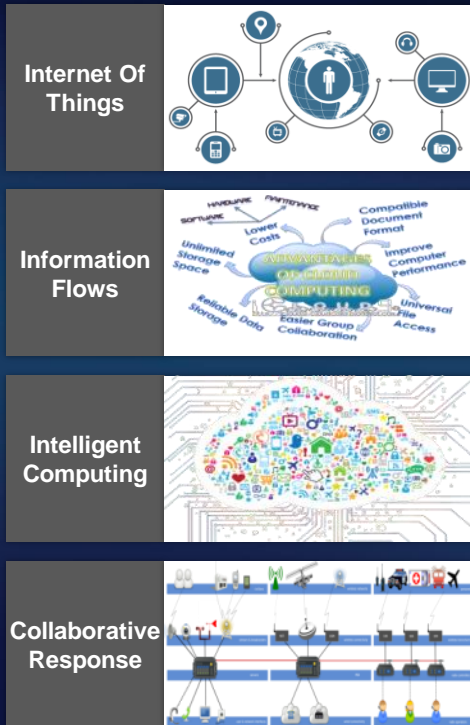 Internet Of
Things
Information
Flows
SOFTWARE
HARDWARE
MAINTENANCE
Lower
Costs
Compatible
Document
Format
Unlimited
Storage
Space
ADVANTAGES
OF CLOUD
COMPUTING
Improve
Computer
Performance
Reliable Data
Storage
Easier Group
Collaboration
Universal
File
Access
Intelligent
Computing
Collaborative
Response